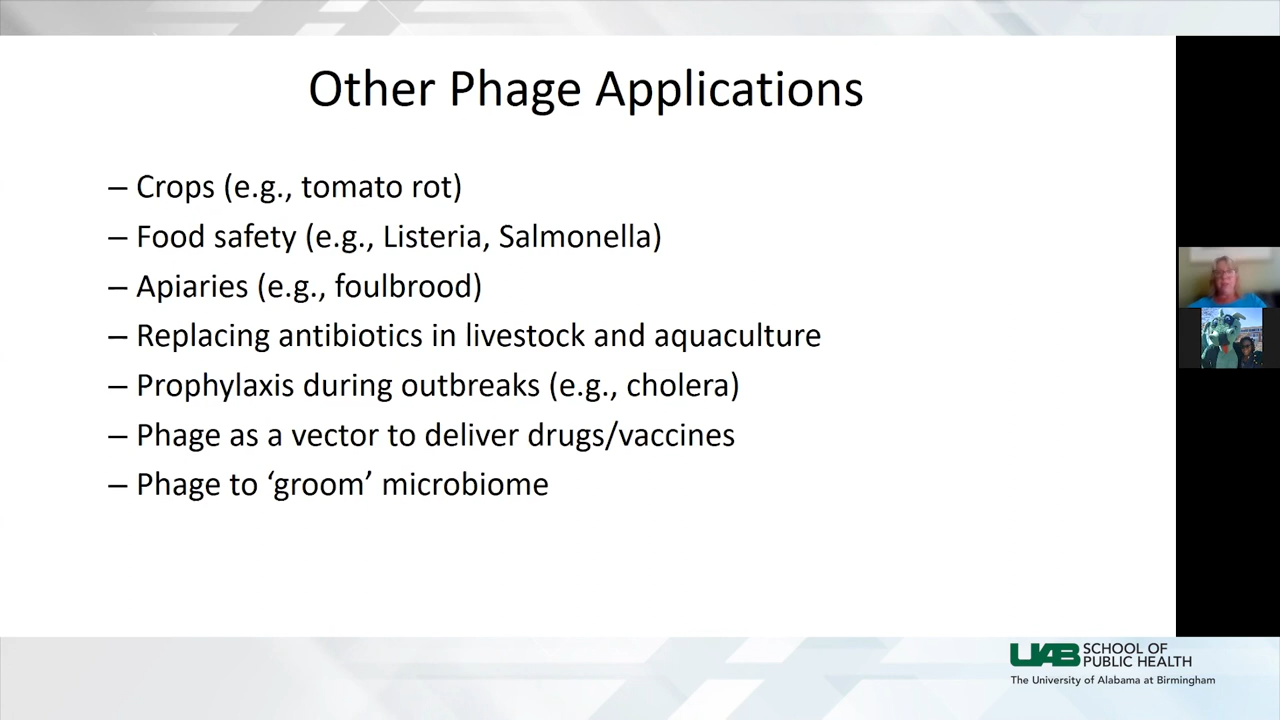 Other Phage Applications
– Crops (e.g., tomato rot)
– Food safety (e.g., Listeria, Salmonella)
– Apiaries (e.g., foulbrood)
– Replacing antibiotics in livestock and aquaculture
– Prophylaxis during outbreaks (e.g., cholera)
– Phage as a vector to deliver drugs/vaccines
– Phage to ‘groom’ microbiome
UAB SCHOOL OF
PUBLIC HEALTH
The University of Alabama at Birmingham